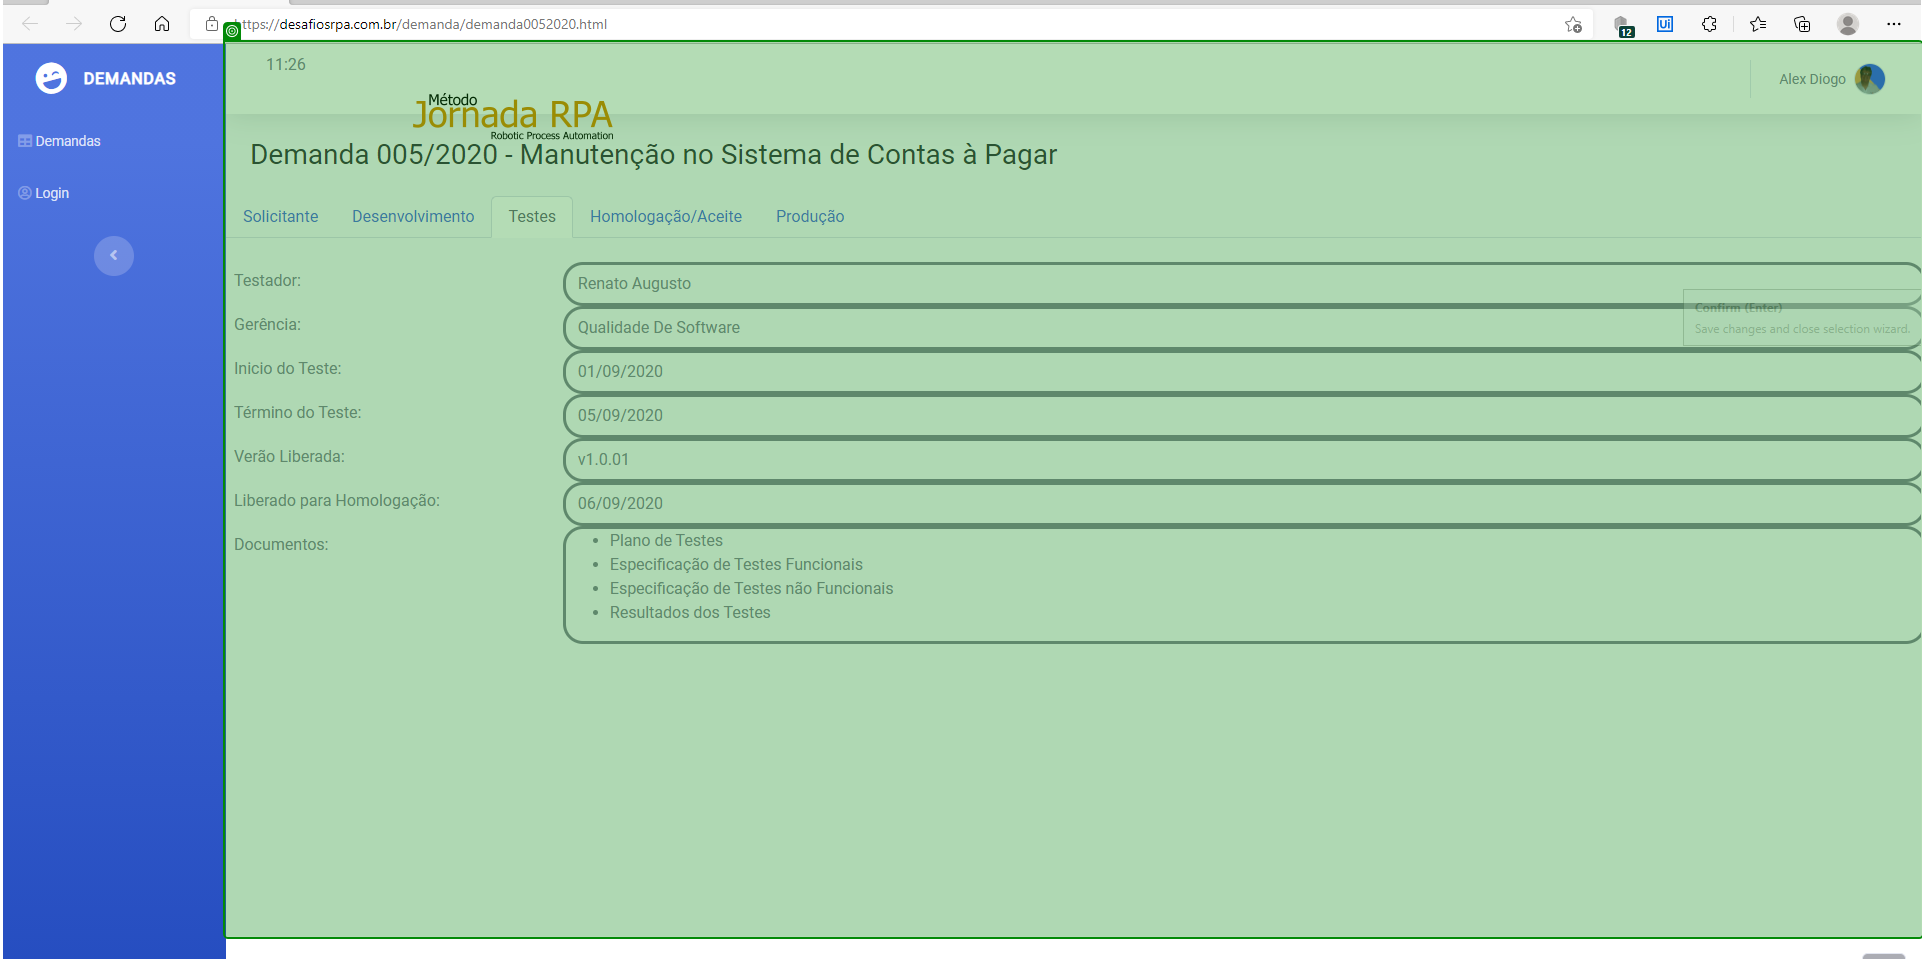 https://desafiosrpa.com.br/demanda/demanda0052020.html
12
Ui
DEMANDAS
Demandas
Login
11:26
Alex Diogo
Método
Jornada RPA
Robotic Process Automation
Demanda 005/2020 - Manutenção no Sistema de Contas à Pagar
Solicitante Desenvolvimento Testes Homologação/Aceite Produção
Testador: Renato Augusto
Confirm (Enter)
Save changes and close selection wizard.
Gerência: Qualidade De Software
Inicio do Teste: 01/09/2020
Término do Teste: 05/09/2020
Verão Liberada: v1.0.01
Liberado para Homologação: 06/09/2020
Documentos:
• Plano de Testes
• Especificação de Testes Funcionais
• Especificação de Testes não Funcionais
• Resultados dos Testes